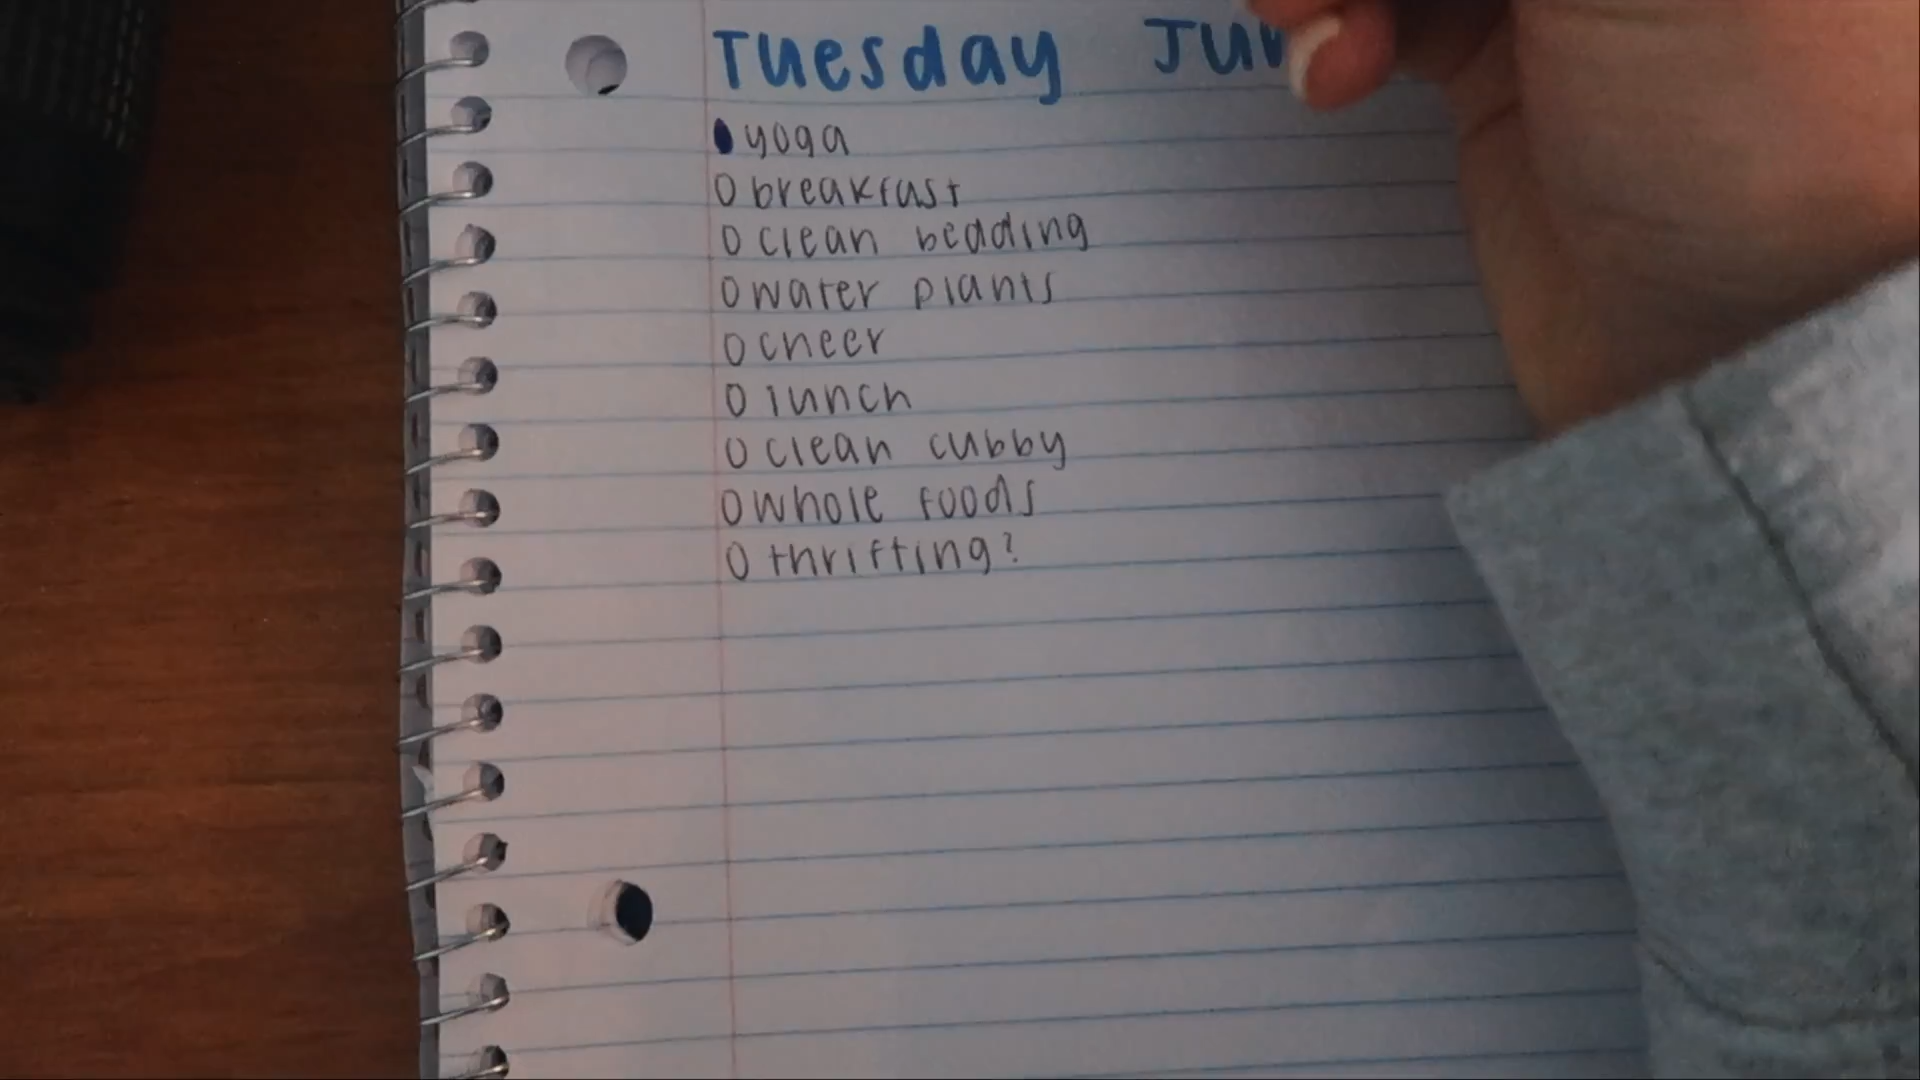 Tuesday
yoga
breakfast
clean bedding
water plants
cheer
lunch
clean cubby
whole foods
thrifting?